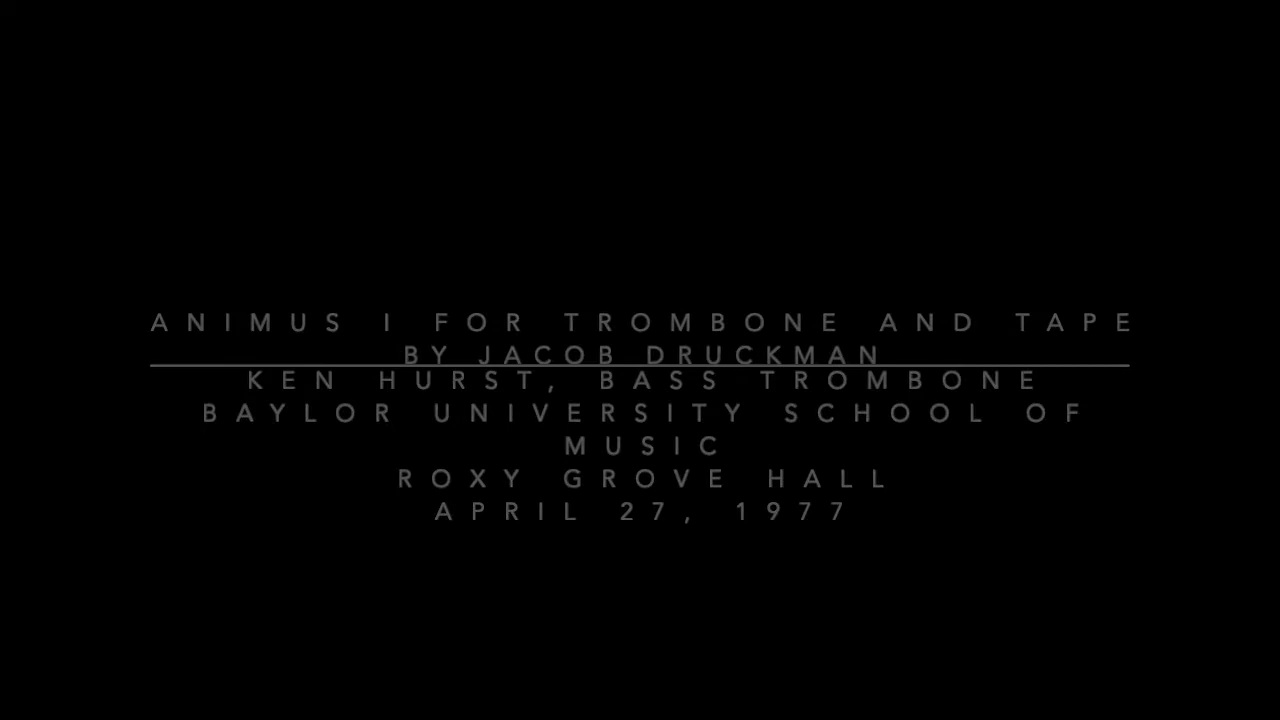 ANIMUS I FOR TROMBONE AND TAPE
BY JACOB DRUCKMAN
KEN HURST, BASS TROMBONE
BAYLOR UNIVERSITY SCHOOL OF
MUSIC
ROXY GROVE HALL
APRIL 27, 1977